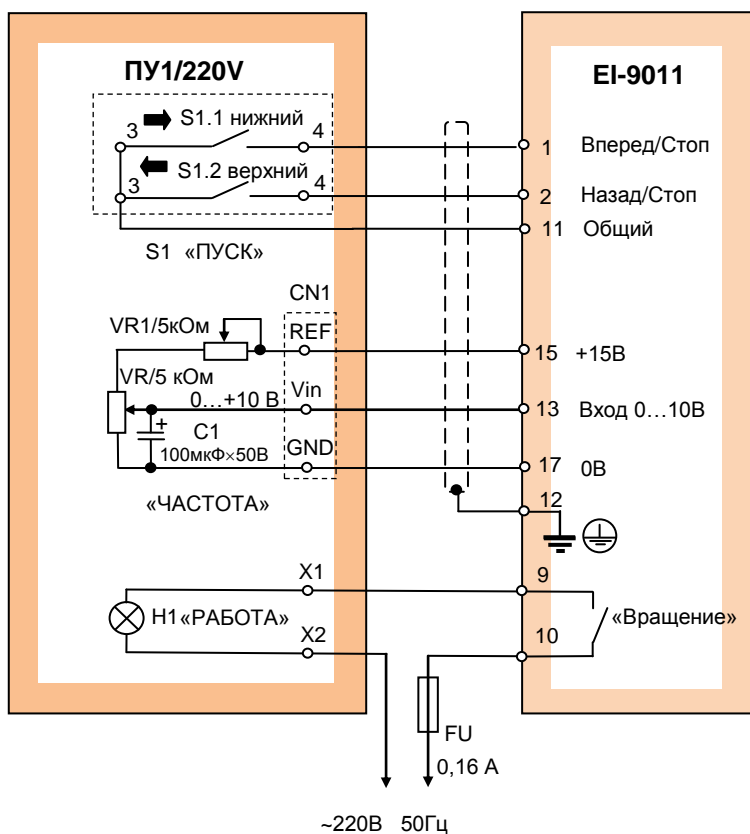 ПУ1/220V
EI-9011
S1.1 нижний
3
4
1
Вперед/Стоп
S1.2 верхний
3
4
2
Назад/Стоп
11
Общий
S1 «ПУСК»
CN1
VR1/5кОм
REF
15
+15В
VR/5 кОм
0...+10 В
Vin
13
Вход 0...10В
+
C1
100мкФ×50В
GND
17
0В
«ЧАСТОТА»
12
X1
9
H1 «РАБОТА»
«Вращение»
X2
10
FU
0,16 А
~220В 50Гц